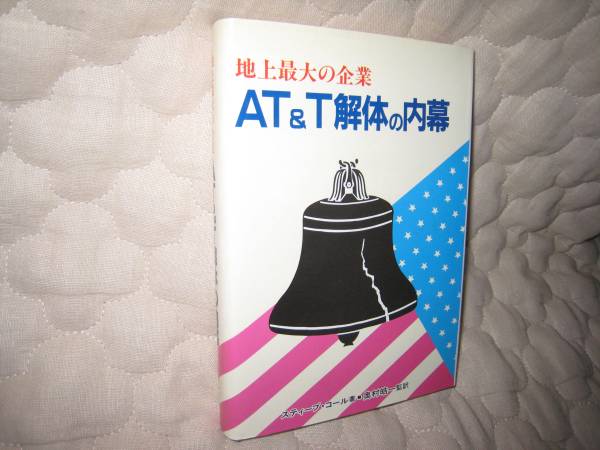 地上最大の企業
AT&T解体の内幕
スティーブ・コール著●奥村皓一監訳